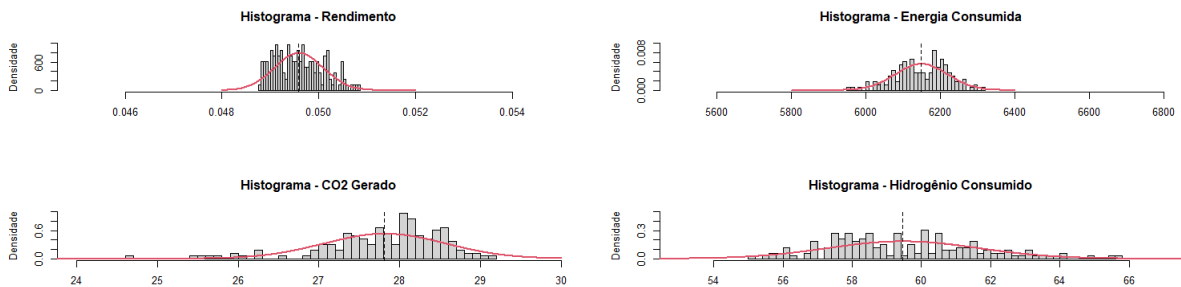 Histograma - Rendimento
Densidade
0 600
0.046 0.048 0.050 0.052 0.054
Histograma - Energia Consumida
Densidade
0.000 0.008
5600 5800 6000 6200 6400 6600 6800
Histograma - CO2 Gerado
Densidade
0.0 0.6
24 25 26 27 28 29 30
Histograma - Hidrogênio Consumido
Densidade
0.0 0.3
54 56 58 60 62 64 66